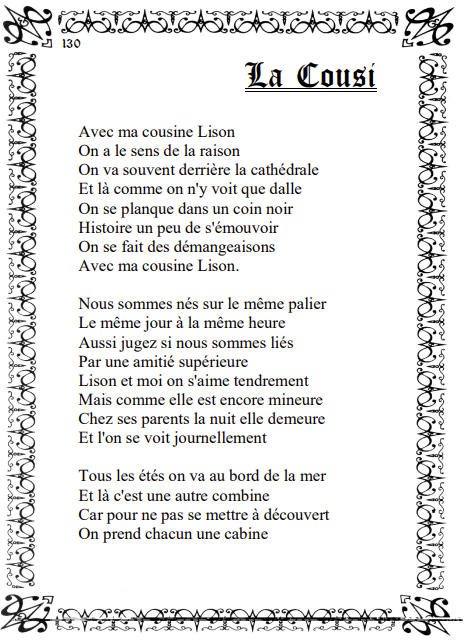 130
La Cousi
Avec ma cousine Lison
On a le sens de la raison
On va souvent derrière la cathédrale
Et là comme on n'y voit que dalle
On se planque dans un coin noir
Histoire un peu de s'émouvoir
On se fait des démangeaisons
Avec ma cousine Lison.
Nous sommes nés sur le même palier
Le même jour à la même heure
Aussi jugez si nous sommes liés
Par une amitié supérieure
Lison et moi on s'aime tendrement
Mais comme elle est encore mineure
Chez ses parents la nuit elle demeure
Et l'on se voit journellement
Tous les étés on va au bord de la mer
Et là c'est une autre combine
Car pour ne pas se mettre à découvert
On prend chacun une cabine